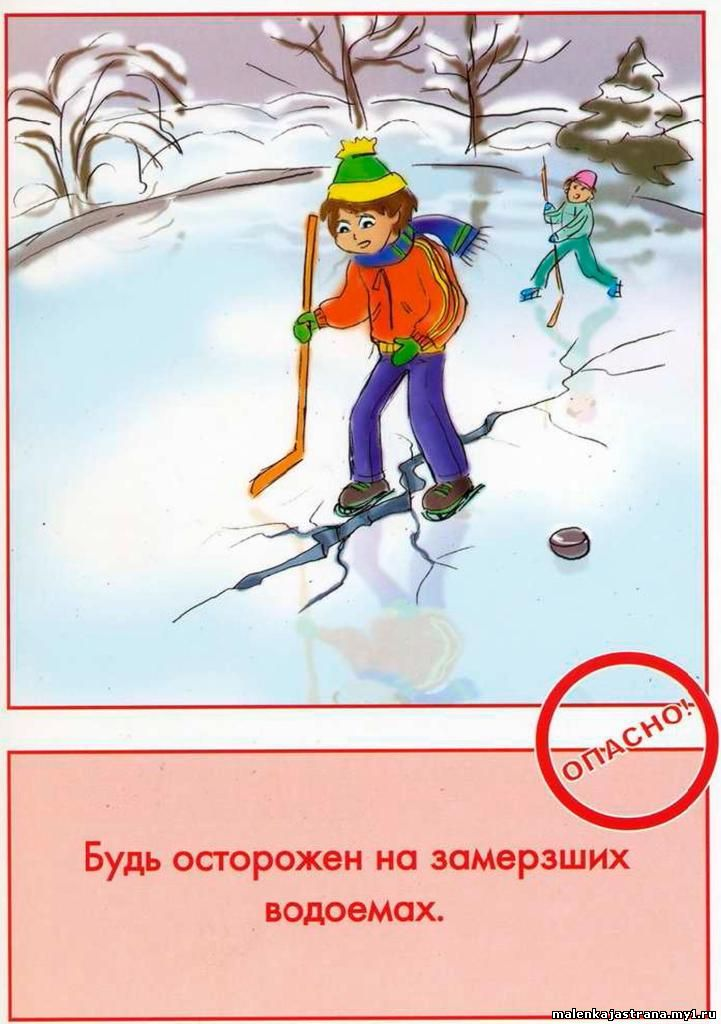 ОПАСНО!
Будь осторожен на замерзших
водоемах.
malenkajastrana.my1.ru